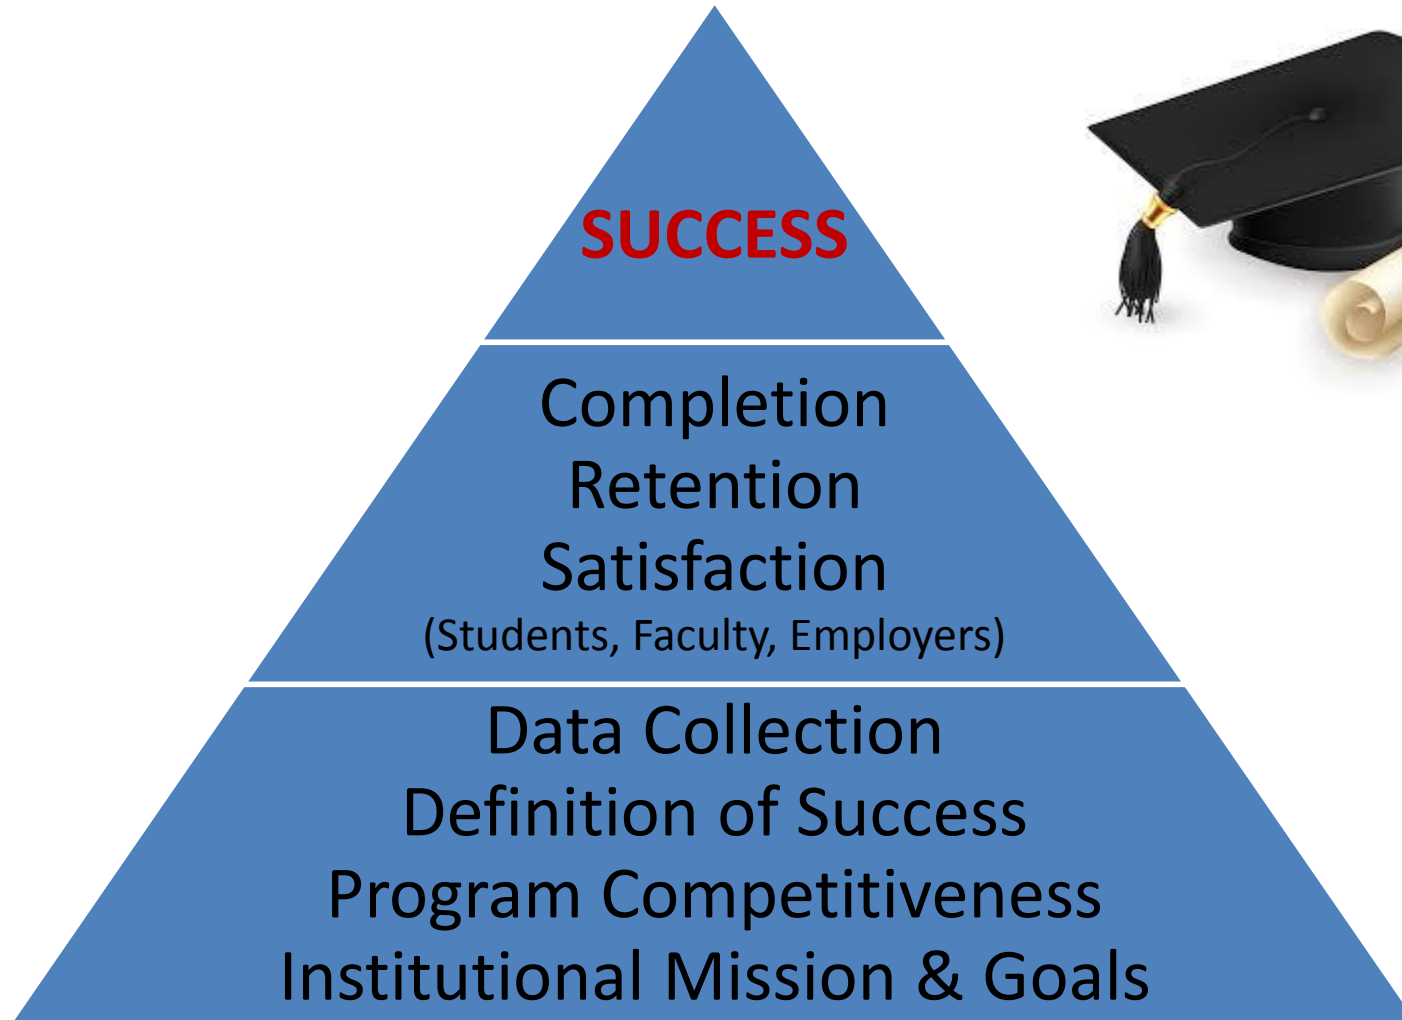 SUCCESS
Completion
Retention
Satisfaction
(Students, Faculty, Employers)
Data Collection
Definition of Success
Program Competitiveness
Institutional Mission & Goals